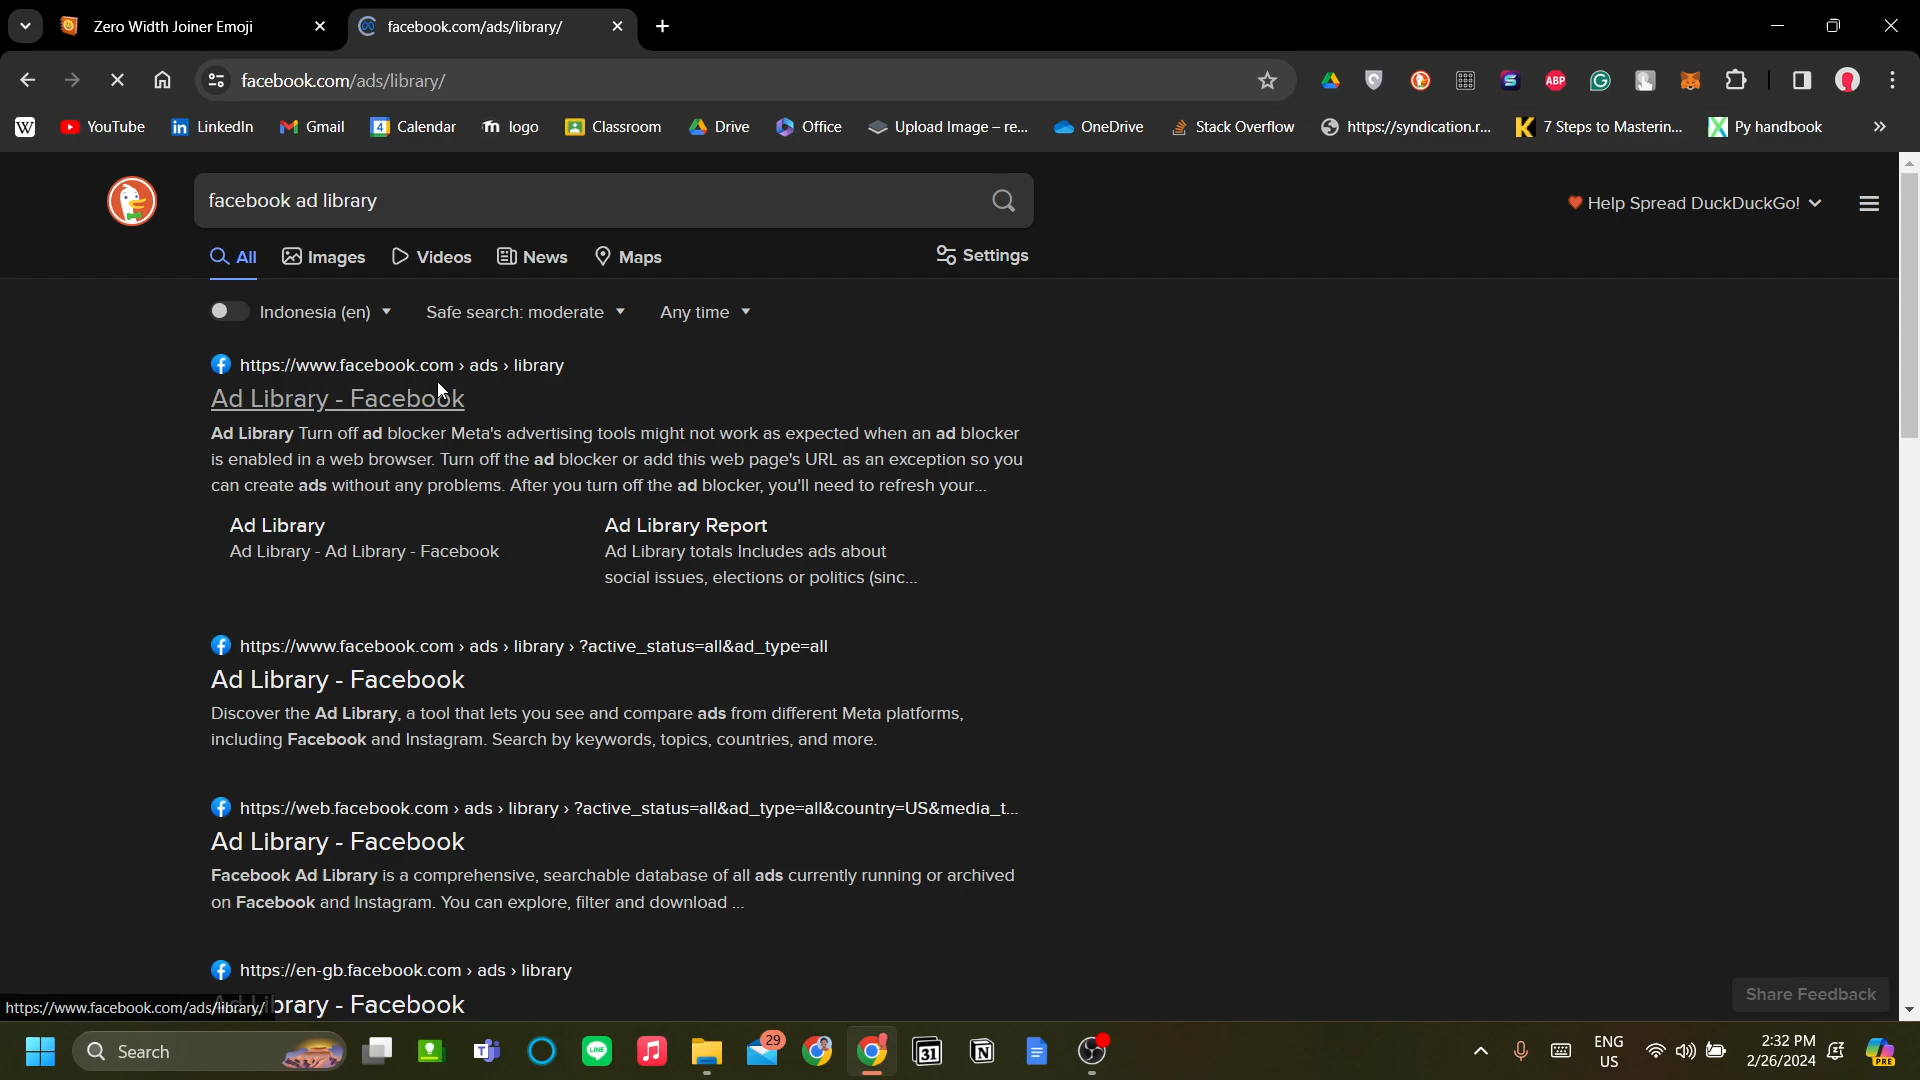 Zero Width Joiner Emoji
facebook.com/ads/library/
facebook.com/ads/library/
ABP
W YouTube LinkedIn Gmail 4 Calendar m logo Classroom Drive Office Upload Image – re... OneDrive Stack Overflow https://syndication.r... K 7 Steps to Masterin... Py handbook »
facebook ad library
Help Spread DuckDuckGo!
All Images Videos News Maps Settings
Indonesia (en) Safe search: moderate Any time
https://www.facebook.com › ads › library
Ad Library - Facebook
Ad Library Turn off ad blocker Meta's advertising tools might not work as expected when an ad blocker
is enabled in a web browser. Turn off the ad blocker or add this web page's URL as an exception so you
can create ads without any problems. After you turn off the ad blocker, you'll need to refresh your...
Ad Library
Ad Library - Ad Library - Facebook
Ad Library Report
Ad Library totals Includes ads about
social issues, elections or politics (sinc...
https://www.facebook.com › ads › library › ?active_status=all&ad_type=all
Ad Library - Facebook
Discover the Ad Library, a tool that lets you see and compare ads from different Meta platforms,
including Facebook and Instagram. Search by keywords, topics, countries, and more.
https://web.facebook.com › ads › library › ?active_status=all&ad_type=all&country=US&media_t...
Ad Library - Facebook
Facebook Ad Library is a comprehensive, searchable database of all ads currently running or archived
on Facebook and Instagram. You can explore, filter and download ...
https://en-gb.facebook.com › ads › library
Ad Library - Facebook
Share Feedback
https://www.facebook.com/ads/library/
Search
LINE
29
31
ENG
US
2:32 PM
2/26/2024
PRE